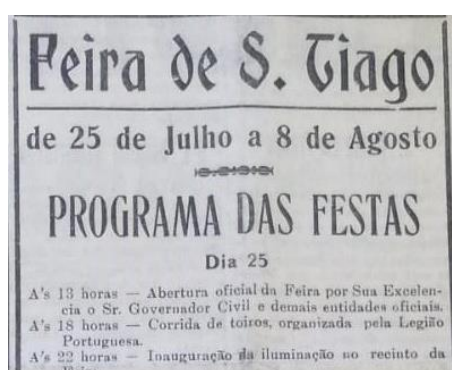 Feira de S. Tiago
de 25 de Julho a 8 de Agosto
PROGRAMA DAS FESTAS
Dia 25
A's 13 horas — Abertura oficial da Feira por Sua Excelen-
cia o Sr. Governador Civil e demais entidades oficiais.
A's 18 horas — Corrida de toiros, organizada pela Legião
Portuguesa.
A's 22 horas — Inauguração da iluminação no recinto da